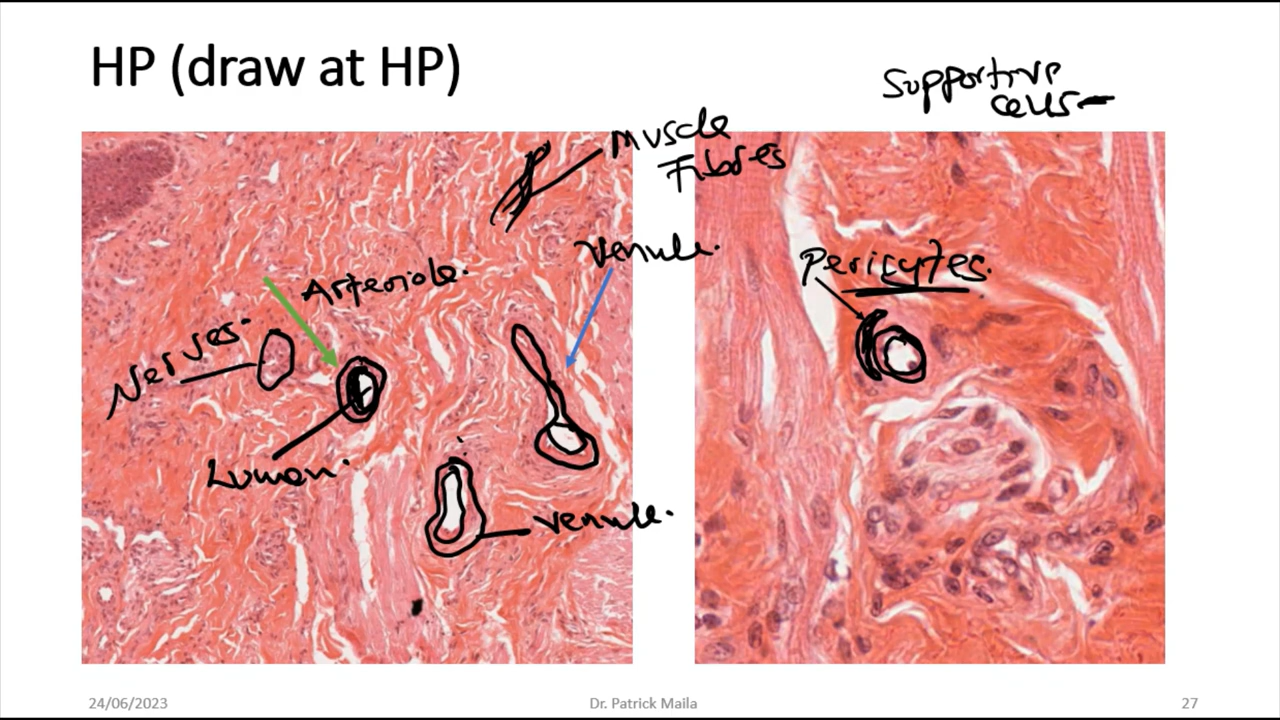 HP (draw at HP)
Supportive
cells
Muscle
Fibres
Venule.
Pericytes.
Arteriole.
Nerves.
Lumen.
Venule.
24/06/2023
Dr. Patrick Maila
27